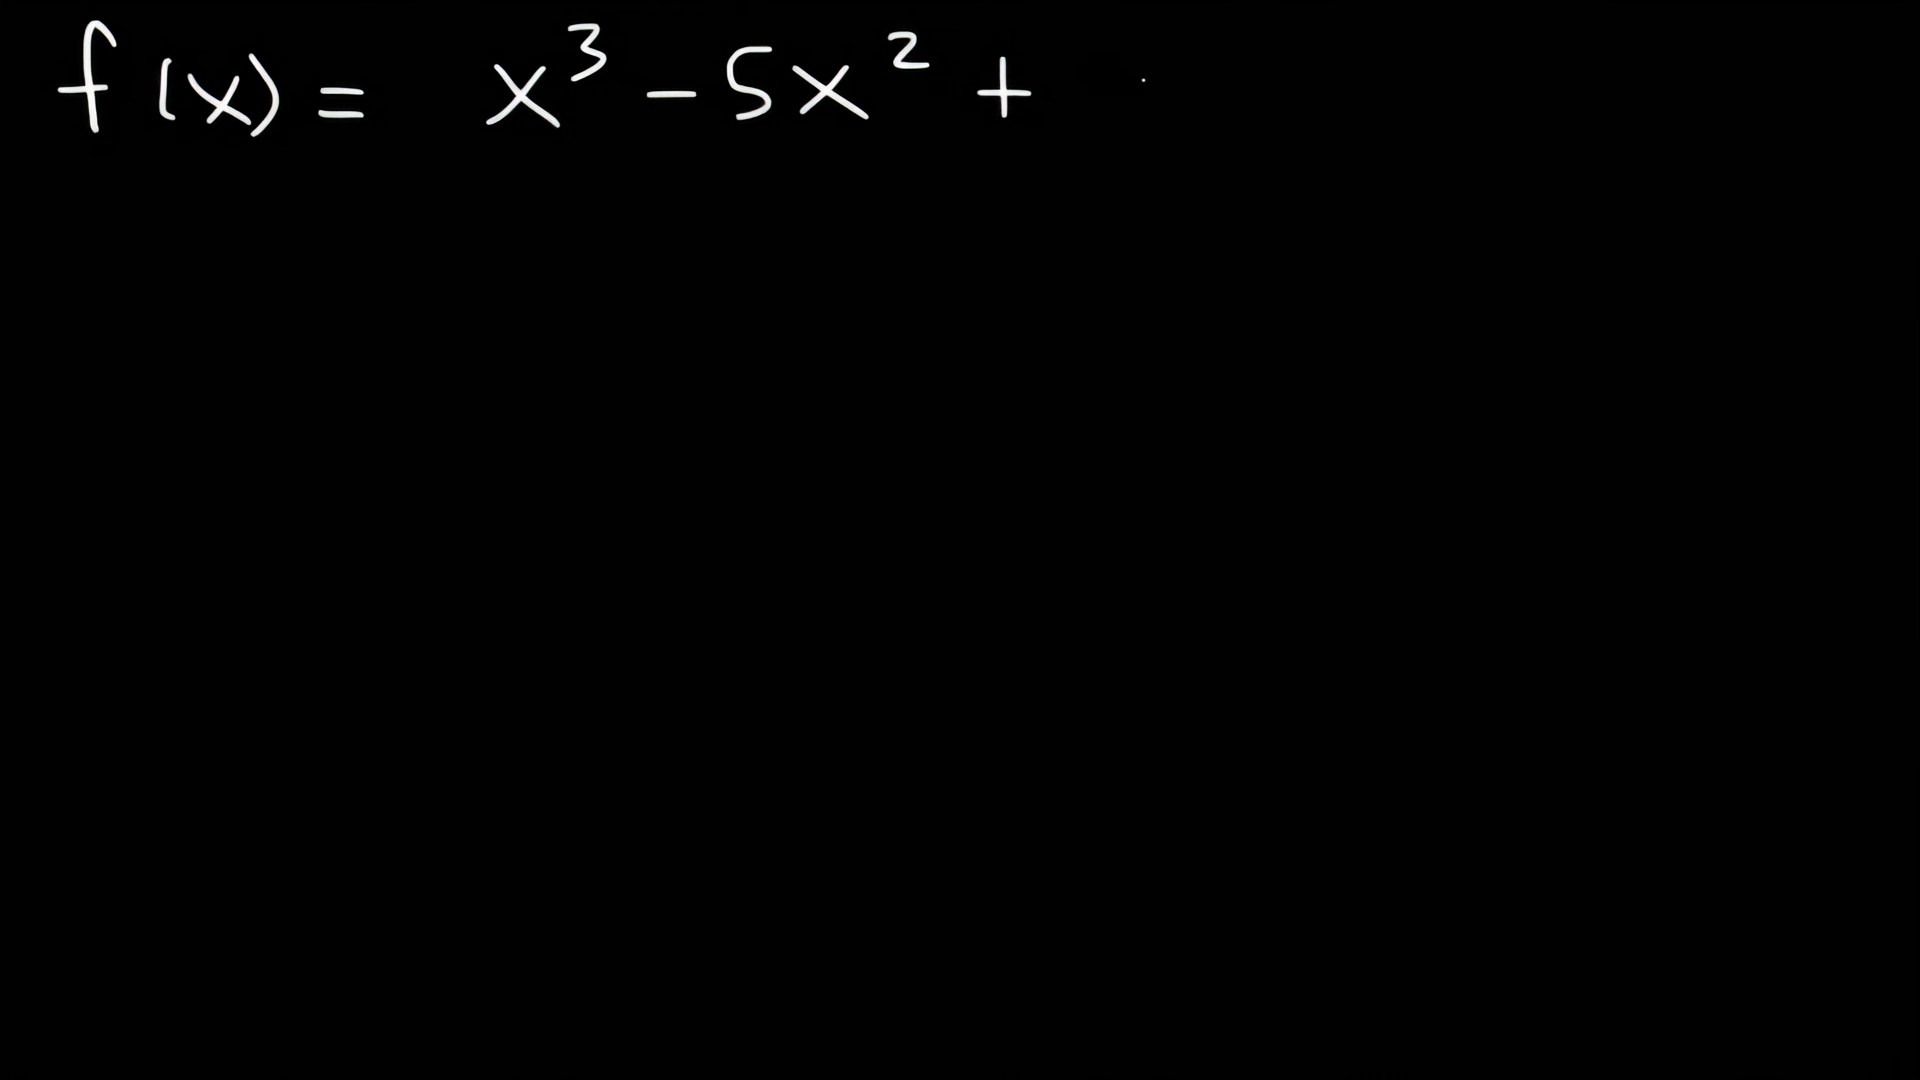 f(x) = x³ - 5x² +